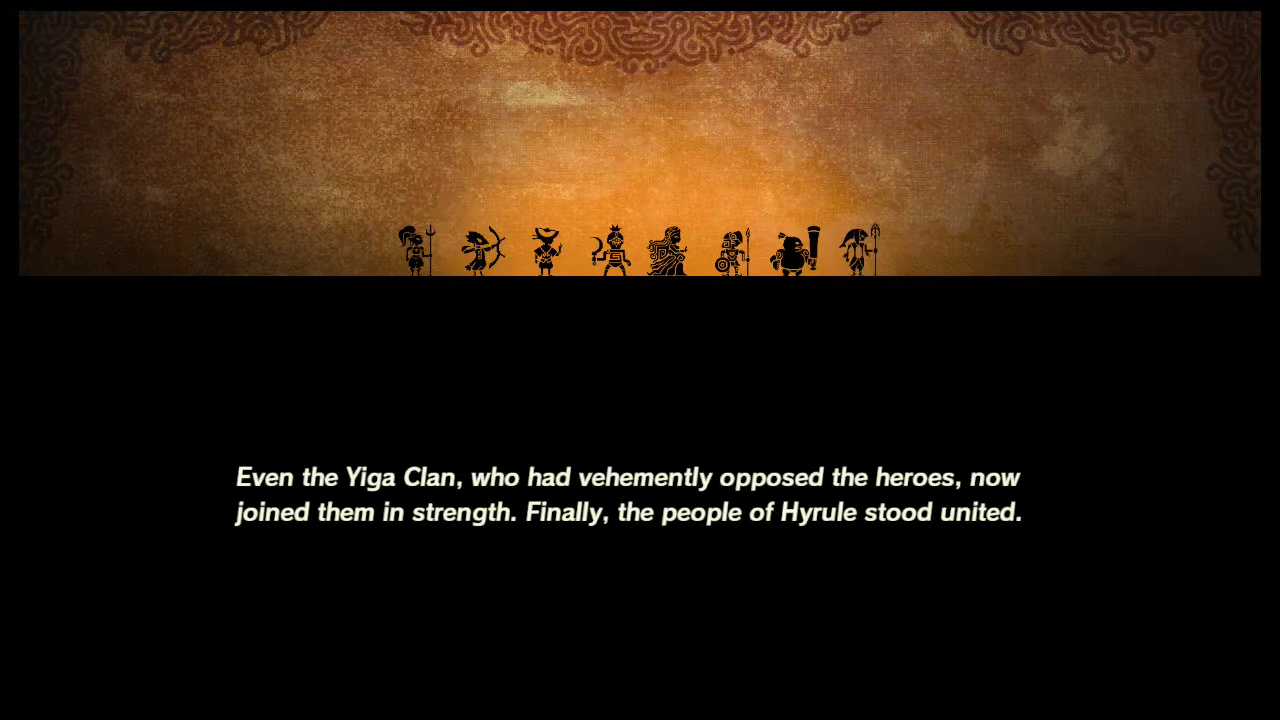 Even the Yiga Clan, who had vehemently opposed the heroes, now
joined them in strength. Finally, the people of Hyrule stood united.